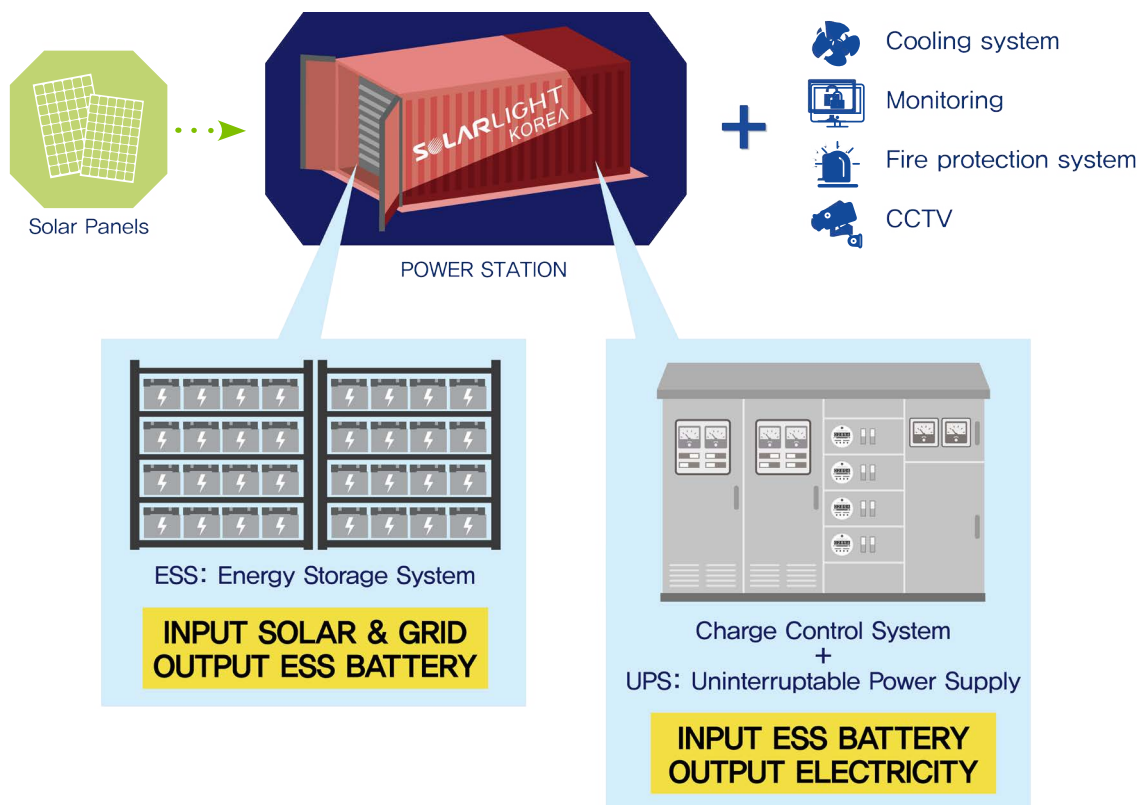 Solar Panels
SOLARLIGHT
KOREA
POWER STATION
Cooling system
Monitoring
Fire protection system
CCTV
ESS: Energy Storage System
INPUT SOLAR & GRID
OUTPUT ESS BATTERY
Charge Control System
+
UPS: Uninterruptable Power Supply
INPUT ESS BATTERY
OUTPUT ELECTRICITY